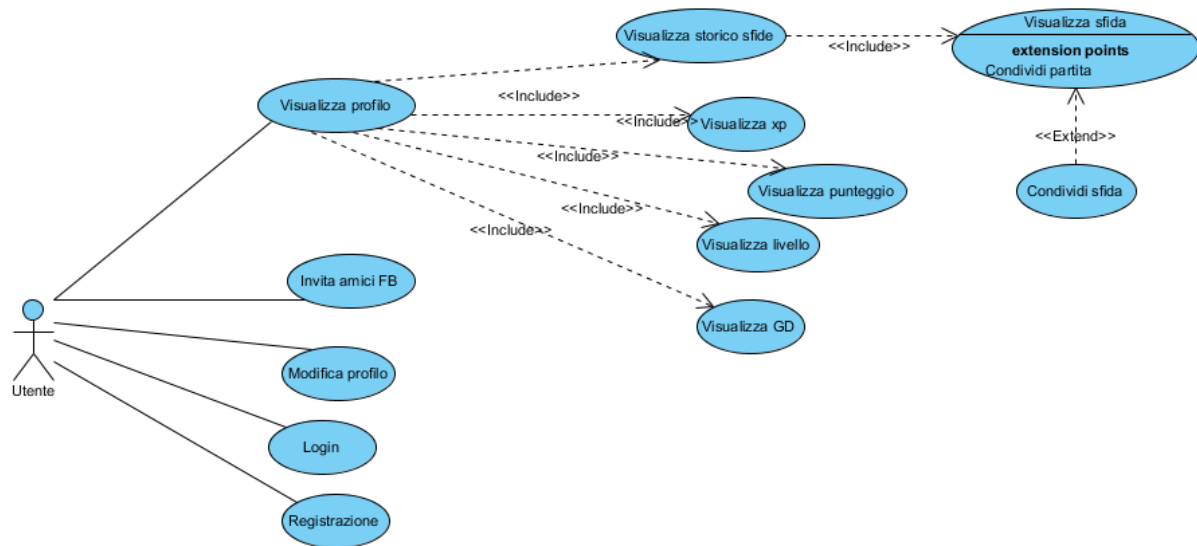 Visualizza storico sfide
<<Include>>
Visualizza sfida
extension points
Condividi partita
Visualizza profilo
<<Include>>
<<Include>>
Visualizza xp
<<Extend>>
<<Include>>
Visualizza punteggio
Condividi sfida
<<Include>>
<<Include>>
Visualizza livello
Invita amici FB
Visualizza GD
Utente
Modifica profilo
Login
Registrazione